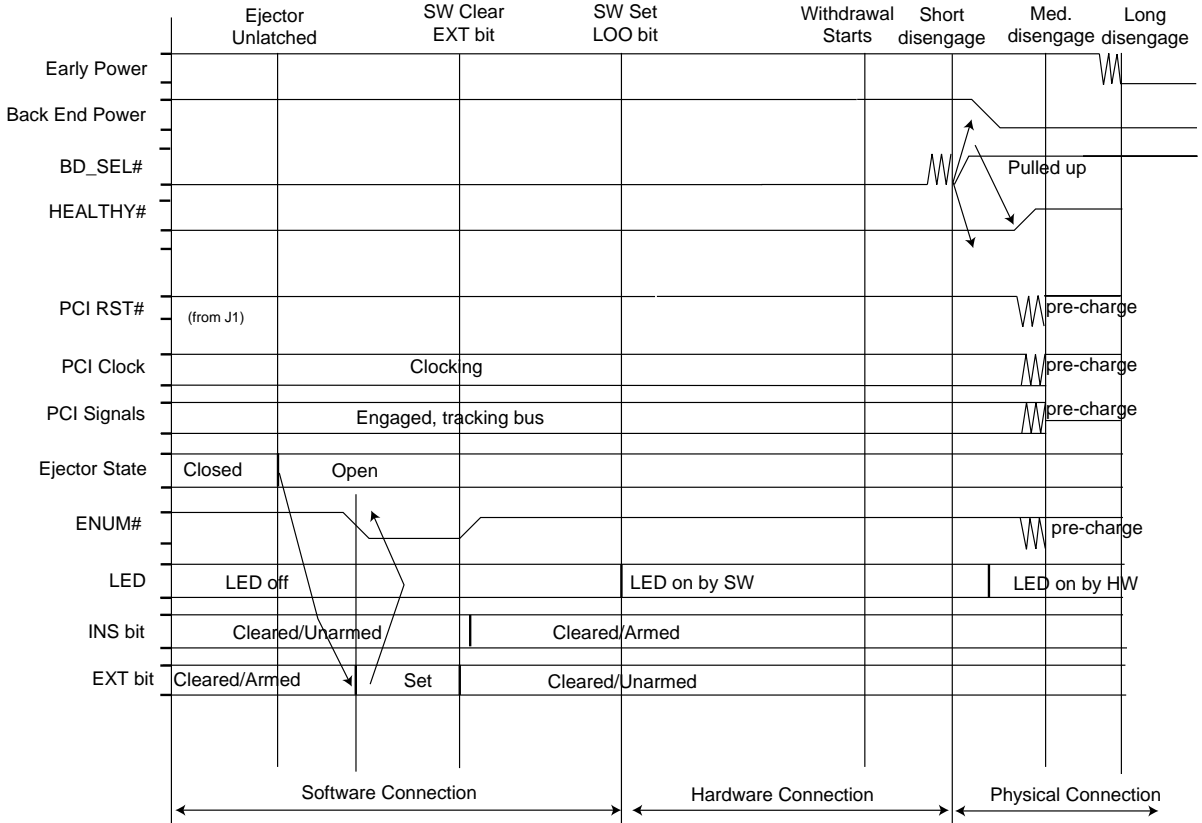 Ejector
Unlatched
SW Clear
EXT bit
SW Set
LOO bit
Withdrawal
Starts
Short
disengage
Med.
disengage
Long
disengage
Early Power
Back End Power
BD_SEL#
Pulled up
HEALTHY#
PCI RST#
(from J1)
pre-charge
PCI Clock
Clocking
pre-charge
PCI Signals
Engaged, tracking bus
pre-charge
Ejector State
Closed
Open
ENUM#
pre-charge
LED
LED off
LED on by SW
LED on by HW
INS bit
Cleared/Unarmed
Cleared/Armed
EXT bit
Cleared/Armed
Set
Cleared/Unarmed
Software Connection
Hardware Connection
Physical Connection